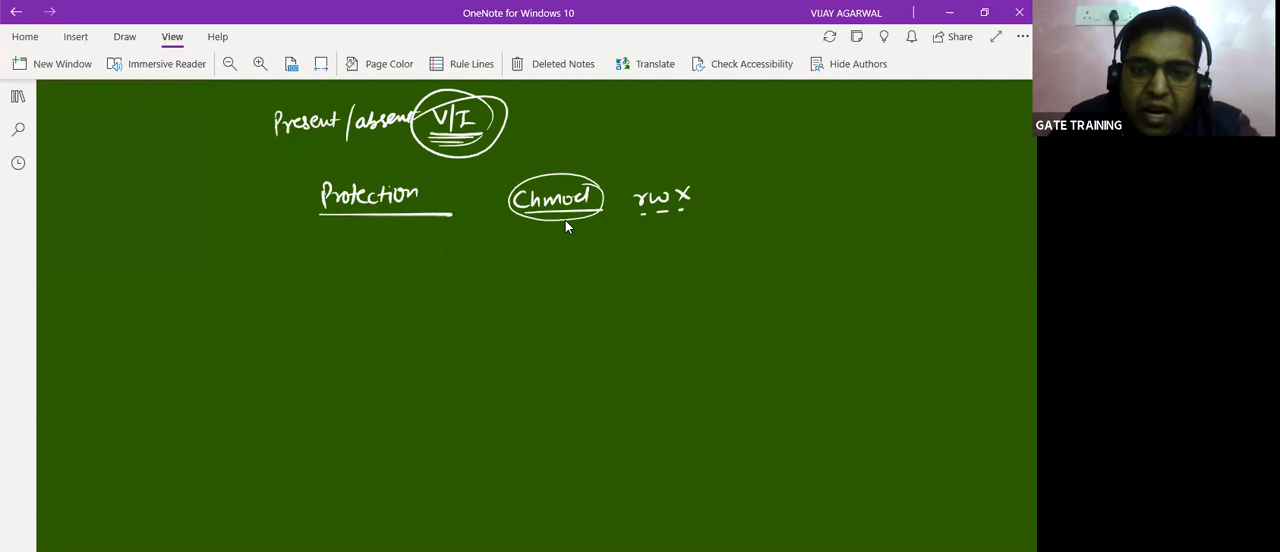 OneNote for Windows 10
VIJAY AGARWAL
Home Insert Draw View Help
Share
New Window Immersive Reader Page Color Rule Lines Deleted Notes Translate Check Accessibility Hide Authors
GATE TRAINING
Present/absent V/I
Protection Chmod rwx